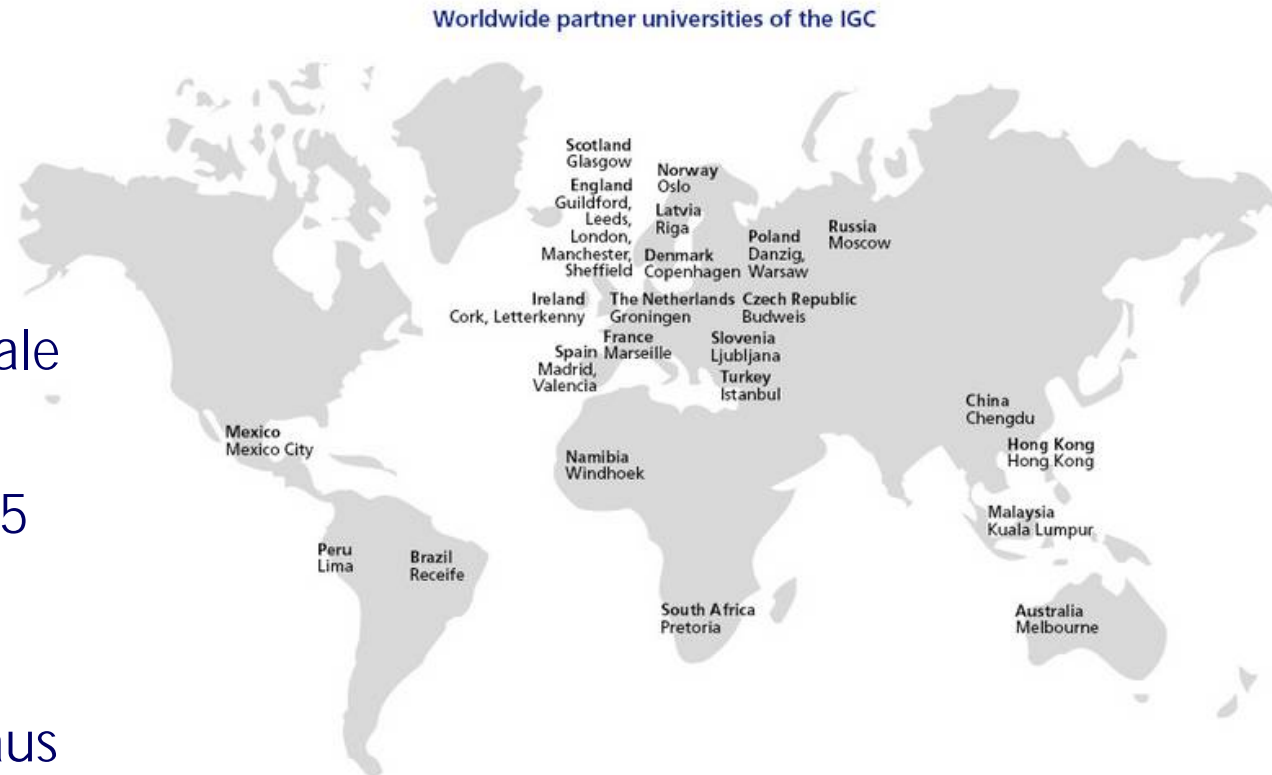 Worldwide partner universities of the IGC
Scotland
Glasgow
England
Guildford,
Leeds,
London,
Manchester,
Sheffield
Norway
Oslo
Latvia
Riga
Denmark
Copenhagen
Poland
Danzig,
Warsaw
Russia
Moscow
Ireland
Cork, Letterkenny
The Netherlands
Groningen
Czech Republic
Budweis
France
Marseille
Spain
Madrid,
Valencia
Slovenia
Ljubljana
Turkey
Istanbul
ale
China
Chengdu
Mexico
Mexico City
Hong Kong
Hong Kong
Namibia
Windhoek
5
Malaysia
Kuala Lumpur
Peru
Lima
Brazil
Receife
South Africa
Pretoria
Australia
Melbourne
aus